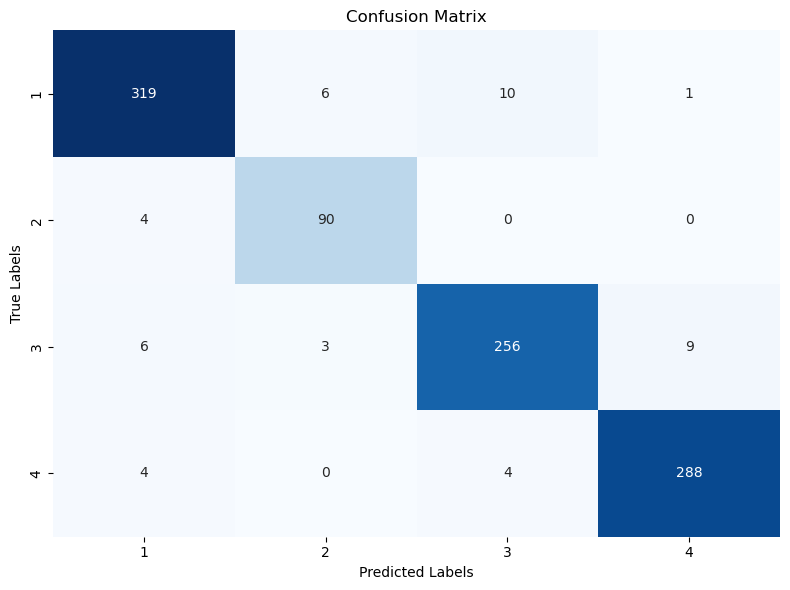 Confusion Matrix
True Labels
1
319 6 10 1
2
4 90 0 0
3
6 3 256 9
4
4 0 4 288
1 2 3 4
Predicted Labels